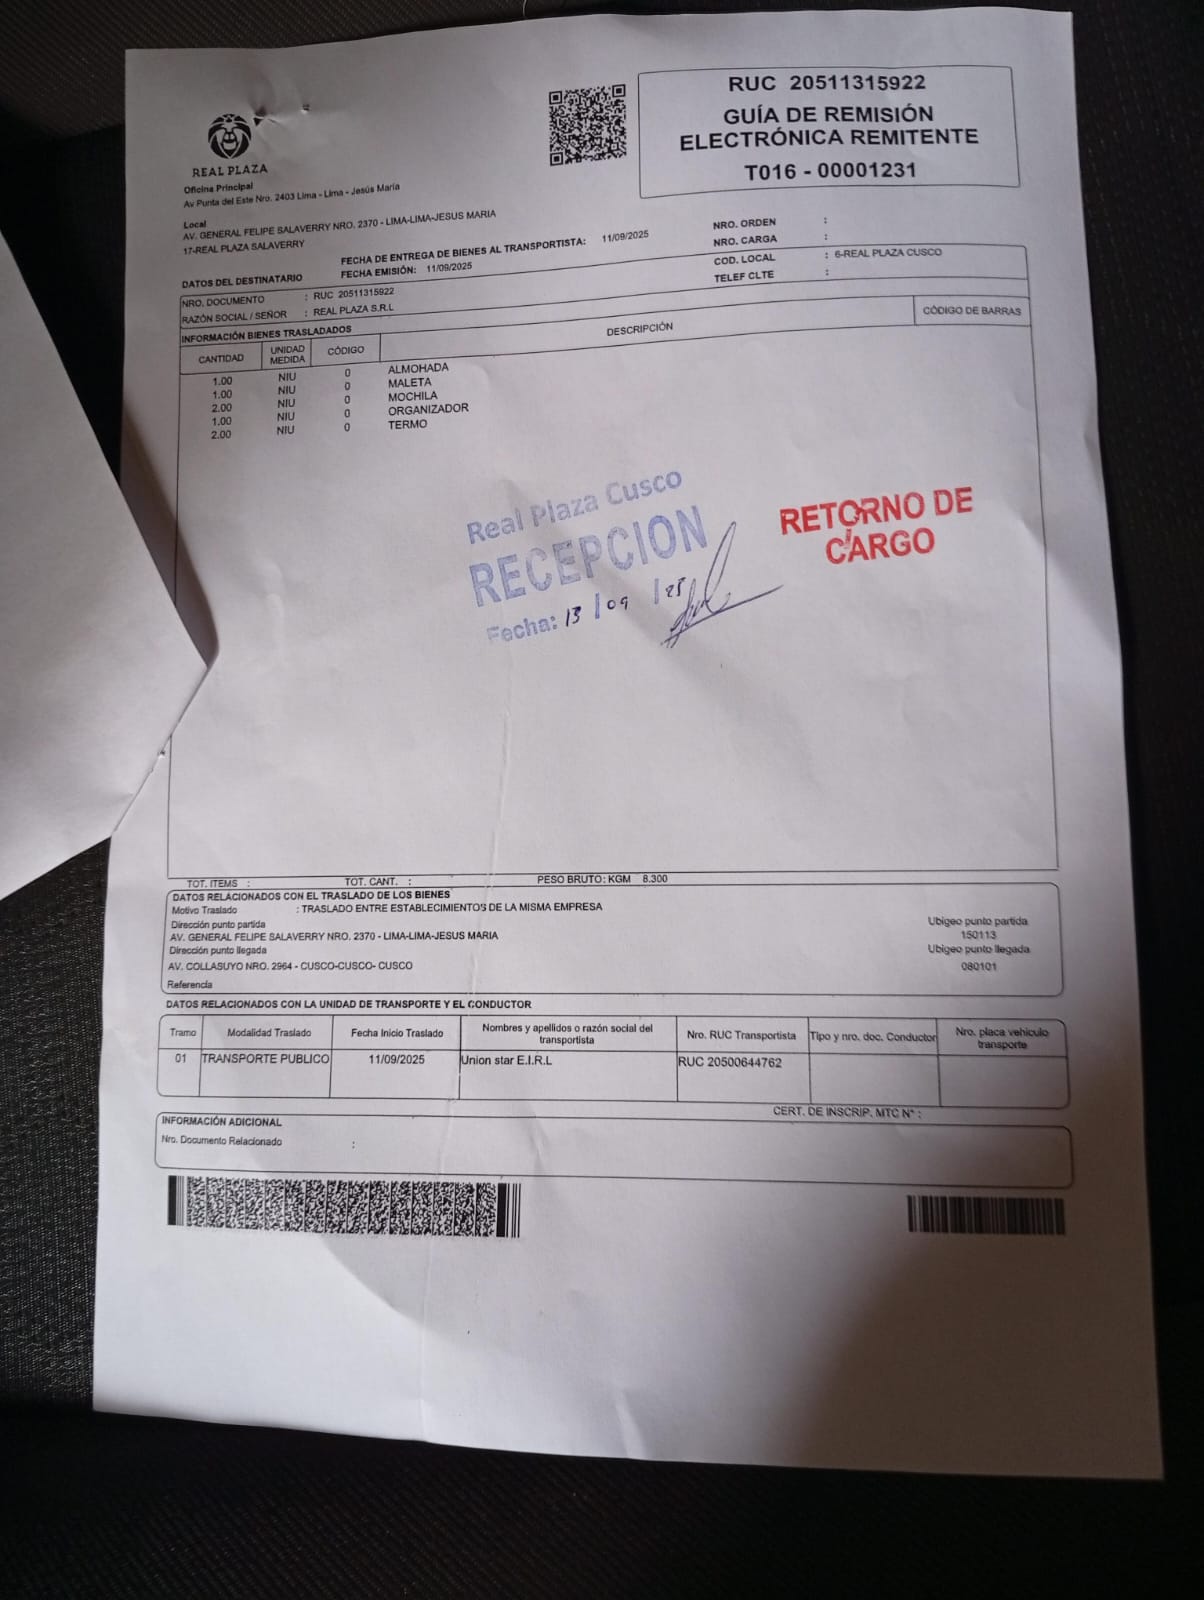 REAL PLAZA
Oficina Principal
Av Punta del Este Nro. 2403 Lima - Lima - Jesús María
Local
AV. GENERAL FELIPE SALAVERRY NRO. 2370 - LIMA-LIMA-JESUS MARIA
17-REAL PLAZA SALAVERRY
RUC 20511315922
GUÍA DE REMISIÓN
ELECTRÓNICA REMITENTE
T016 - 00001231
FECHA DE ENTREGA DE BIENES AL TRANSPORTISTA: 11/09/2025
FECHA EMISIÓN: 11/09/2025
NRO. ORDEN :
NRO. CARGA :
COD. LOCAL : 6-REAL PLAZA CUSCO
TELEF CLTE :
DATOS DEL DESTINATARIO
NRO. DOCUMENTO : RUC 20511315922
RAZÓN SOCIAL / SEÑOR : REAL PLAZA S.R.L
INFORMACIÓN BIENES TRASLADADOS
CANTIDAD UNIDAD MEDIDA CÓDIGO DESCRIPCIÓN CÓDIGO DE BARRAS
1.00 NIU 0 ALMOHADA
1.00 NIU 0 MALETA
2.00 NIU 0 MOCHILA
1.00 NIU 0 ORGANIZADOR
2.00 NIU 0 TERMO
Real Plaza Cusco
RECEPCION
Fecha: 13 / 09 / 25
RETORNO DE
CARGO
TOT. ITEMS : TOT. CANT. : PESO BRUTO: KGM 8.300
DATOS RELACIONADOS CON EL TRASLADO DE LOS BIENES
Motivo Traslado : TRASLADO ENTRE ESTABLECIMIENTOS DE LA MISMA EMPRESA
Dirección punto partida
AV. GENERAL FELIPE SALAVERRY NRO. 2370 - LIMA-LIMA-JESUS MARIA
Dirección punto llegada
AV. COLLASUYO NRO. 2964 - CUSCO-CUSCO- CUSCO
Referencia
Ubigeo punto partida
150113
Ubigeo punto llegada
080101
DATOS RELACIONADOS CON LA UNIDAD DE TRANSPORTE Y EL CONDUCTOR
Tramo Modalidad Traslado Fecha Inicio Traslado Nombres y apellidos o razón social del transportista Nro. RUC Transportista Tipo y nro. doc. Conductor Nro. placa vehículo transporte
01 TRANSPORTE PUBLICO 11/09/2025 Union star E.I.R.L RUC 20500644762
CERT. DE INSCRIP. MTC N° :
INFORMACIÓN ADICIONAL
Nro. Documento Relacionado :